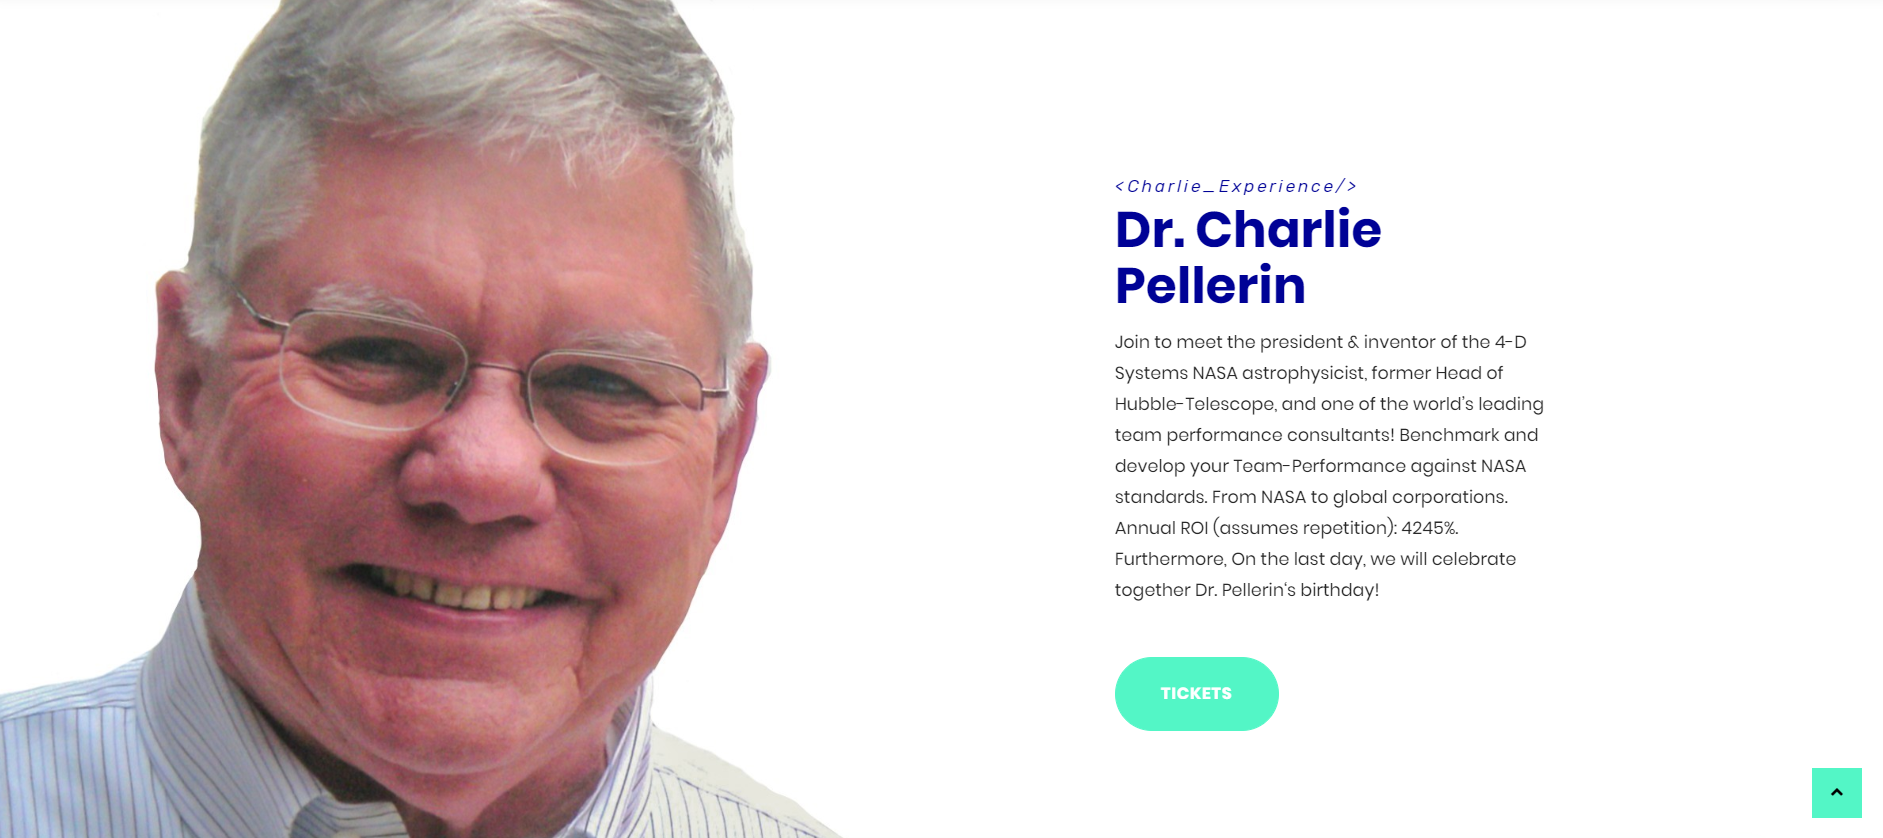 <Charlie_Experience/>
Dr. Charlie
Pellerin
Join to meet the president & inventor of the 4-D
Systems NASA astrophysicist, former Head of
Hubble-Telescope, and one of the world’s leading
team performance consultants! Benchmark and
develop your Team-Performance against NASA
standards. From NASA to global corporations.
Annual ROI (assumes repetition): 4245%.
Furthermore, On the last day, we will celebrate
together Dr. Pellerin‘s birthday!
TICKETS